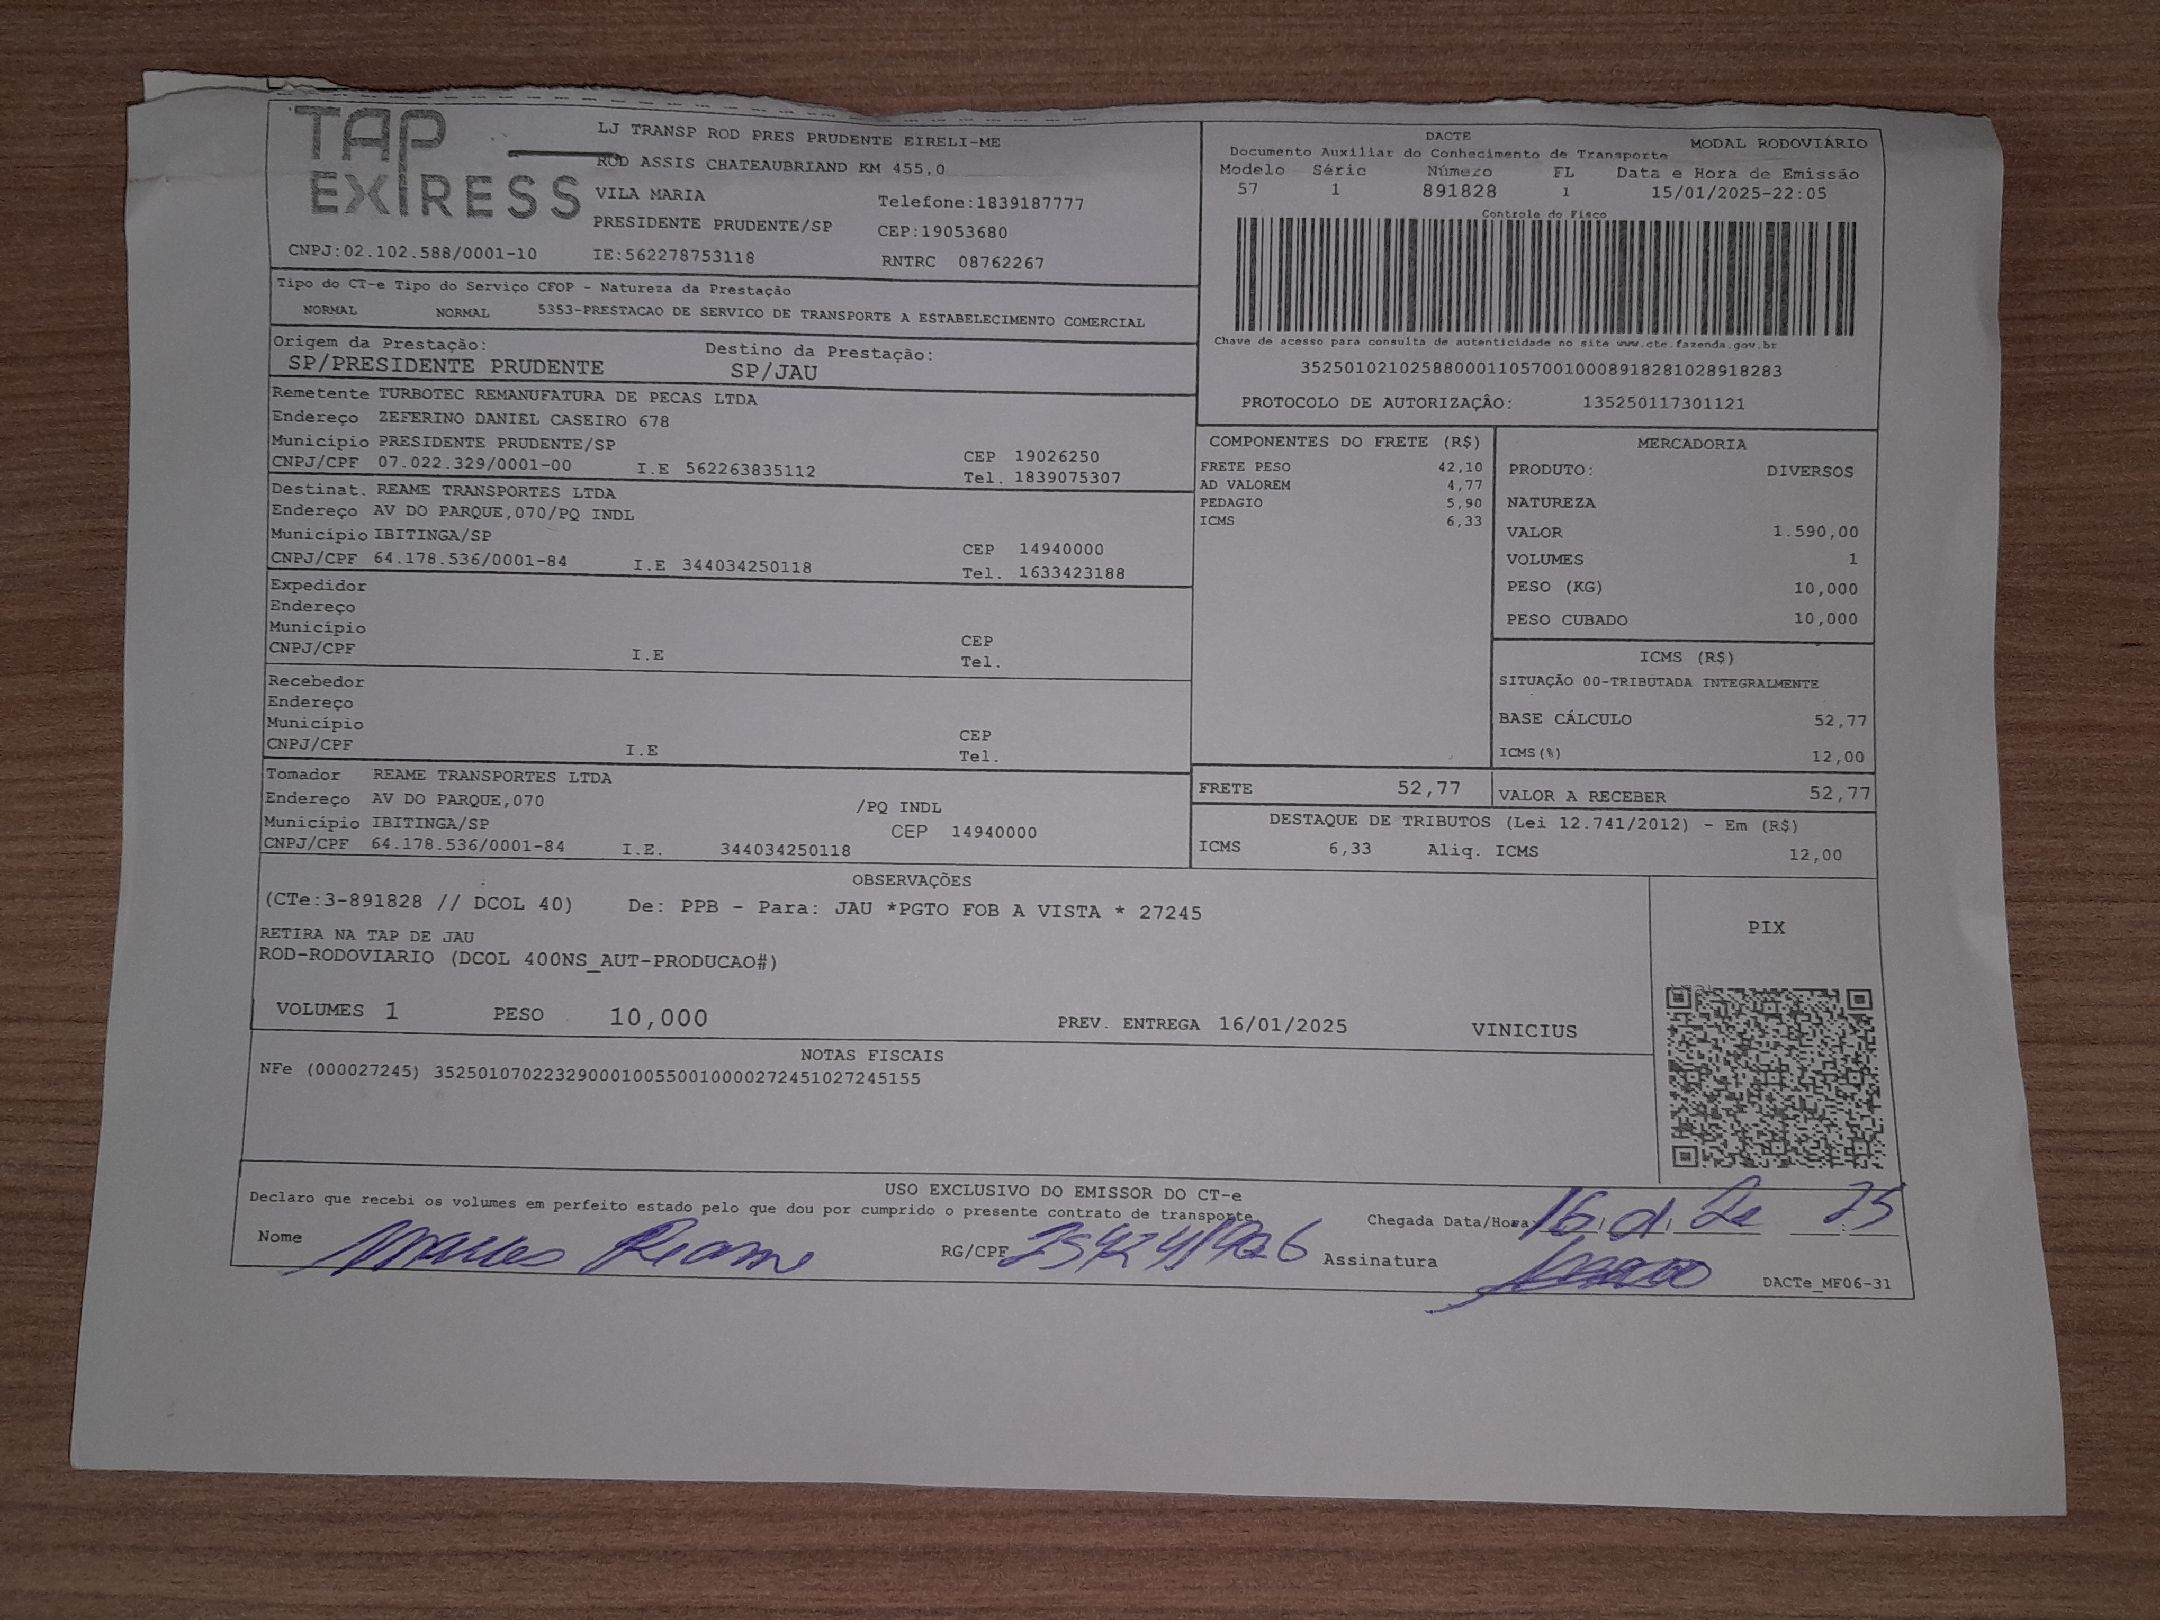 TAP
EXPRESS
LJ TRANSP ROD PRES PRUDENTE EIRELI-ME
ROD ASSIS CHATEAUBRIAND KM 455,0
VILA MARIA Telefone:1839187777
PRESIDENTE PRUDENTE/SP CEP:19053680
CNPJ:02.102.588/0001-10 IE:562278753118 RNTRC 08762267
DACTE MODAL RODOVIÁRIO
Documento Auxiliar do Conhecimento de Transporte
Modelo Série Número FL Data e Hora de Emissão
57 1 891828 1 15/01/2025-22:05
Controle do Fisco
Chave de acesso para consulta de autenticidade no site www.cte.fazenda.gov.br
35250102102588000110570010008918281028918283
PROTOCOLO DE AUTORIZAÇÂO: 135250117301121
Tipo do CT-e Tipo do Serviço CFOP - Natureza da Prestação
NORMAL NORMAL 5353-PRESTACAO DE SERVICO DE TRANSPORTE A ESTABELECIMENTO COMERCIAL
Origem da Prestação: Destino da Prestação:
SP/PRESIDENTE PRUDENTE SP/JAU
Remetente TURBOTEC REMANUFATURA DE PECAS LTDA
Endereço ZEFERINO DANIEL CASEIRO 678
Município PRESIDENTE PRUDENTE/SP CEP 19026250
CNPJ/CPF 07.022.329/0001-00 I.E 562263835112 Tel. 1839075307
Destinat. REAME TRANSPORTES LTDA
Endereço AV DO PARQUE,070/PQ INDL
Município IBITINGA/SP CEP 14940000
CNPJ/CPF 64.178.536/0001-84 I.E 344034250118 Tel. 1633423188
Expedidor
Endereço
Município CEP
CNPJ/CPF I.E Tel.
Recebedor
Endereço
Município CEP
CNPJ/CPF I.E Tel.
Tomador REAME TRANSPORTES LTDA
Endereço AV DO PARQUE,070 /PQ INDL
Município IBITINGA/SP CEP 14940000
CNPJ/CPF 64.178.536/0001-84 I.E. 344034250118
COMPONENTES DO FRETE (R$)
FRETE PESO 42,10
AD VALOREM 4,77
PEDAGIO 5,90
ICMS 6,33
MERCADORIA
PRODUTO: DIVERSOS
NATUREZA
VALOR 1.590,00
VOLUMES 1
PESO (KG) 10,000
PESO CUBADO 10,000
ICMS (R$)
SITUAÇÃO 00-TRIBUTADA INTEGRALMENTE
BASE CÁLCULO 52,77
ICMS(%) 12,00
FRETE 52,77 VALOR A RECEBER 52,77
DESTAQUE DE TRIBUTOS (Lei 12.741/2012) - Em (R$)
ICMS 6,33 Aliq. ICMS 12,00
OBSERVAÇÕES
(CTe:3-891828 // DCOL 40) De: PPB - Para: JAU *PGTO FOB A VISTA * 27245
RETIRA NA TAP DE JAU
ROD-RODOVIARIO (DCOL 400NS_AUT-PRODUCAO#)
VOLUMES 1 PESO 10,000 PREV. ENTREGA 16/01/2025 VINICIUS
PIX
NOTAS FISCAIS
NFe (000027245) 35250107022329000100550010000272451027245155
USO EXCLUSIVO DO EMISSOR DO CT-e
Declaro que recebi os volumes em perfeito estado pelo que dou por cumprido o presente contrato de transporte
Chegada Data/Hora: 16
Nome Reame RG/CPF Assinatura
DACTe_MF06-31